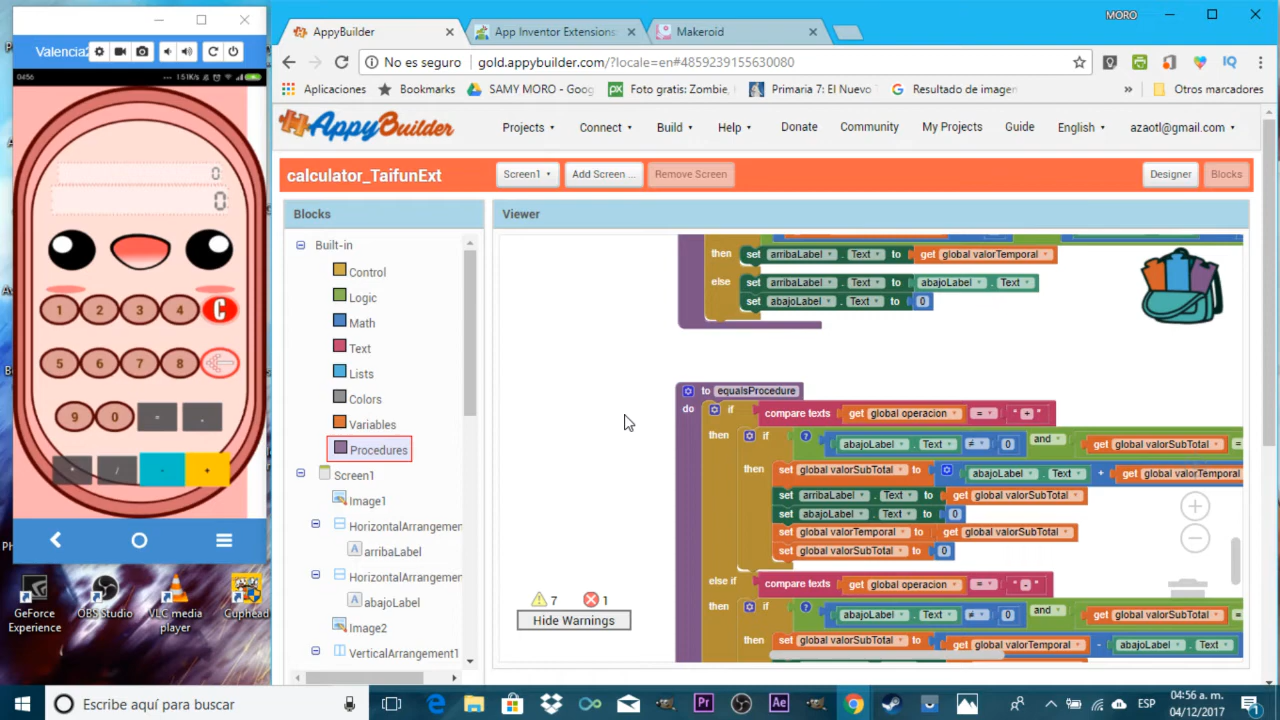 MORO
AppyBuilder
App Inventor Extensions:
Makeroid
Valencia2
No es seguro
gold.appybuilder.com/?locale=en#4859239155630080
04:56
151K/s
Aplicaciones
Bookmarks
SAMY MORO - Goog
Foto gratis: Zombie,
Primaria 7: El Nuevo
Resultado de imagen
»
Otros marcadores
AppyBuilder
Projects
Connect
Build
Help
Donate
Community
My Projects
Guide
English
azaotl@gmail.com
calculator_TaifunExt
Screen1
Add Screen ...
Remove Screen
Designer
Blocks
Blocks
Viewer
0
0
1 2 3 4 C
5 6 7 8
9 0 = .
* / - +
Built-in
Control
Logic
Math
Text
Lists
Colors
Variables
Procedures
Screen1
Image1
HorizontalArrangemen
arribaLabel
HorizontalArrangemen
abajoLabel
Image2
VerticalArrangement1
then set arribaLabel . Text to get global valorTemporal
else set arribaLabel . Text to abajoLabel . Text
set abajoLabel . Text to 0
to equalsProcedure
do if compare texts get global operacion = " + "
then if abajoLabel . Text ≠ 0 and get global valorSubTotal =
then set global valorSubTotal to abajoLabel . Text + get global valorTemporal
set arribaLabel . Text to get global valorSubTotal
set abajoLabel . Text to 0
set global valorTemporal to get global valorSubTotal
set global valorSubTotal to 0
else if compare texts get global operacion = " - "
then if abajoLabel . Text ≠ 0 and get global valorSubTotal =
then set global valorSubTotal to get global valorTemporal - abajoLabel . Text
7 1
Hide Warnings
GeForce Experience
OBS Studio
VLC media player
Cuphead
Escribe aquí para buscar
ESP
04:56 a. m.
04/12/2017